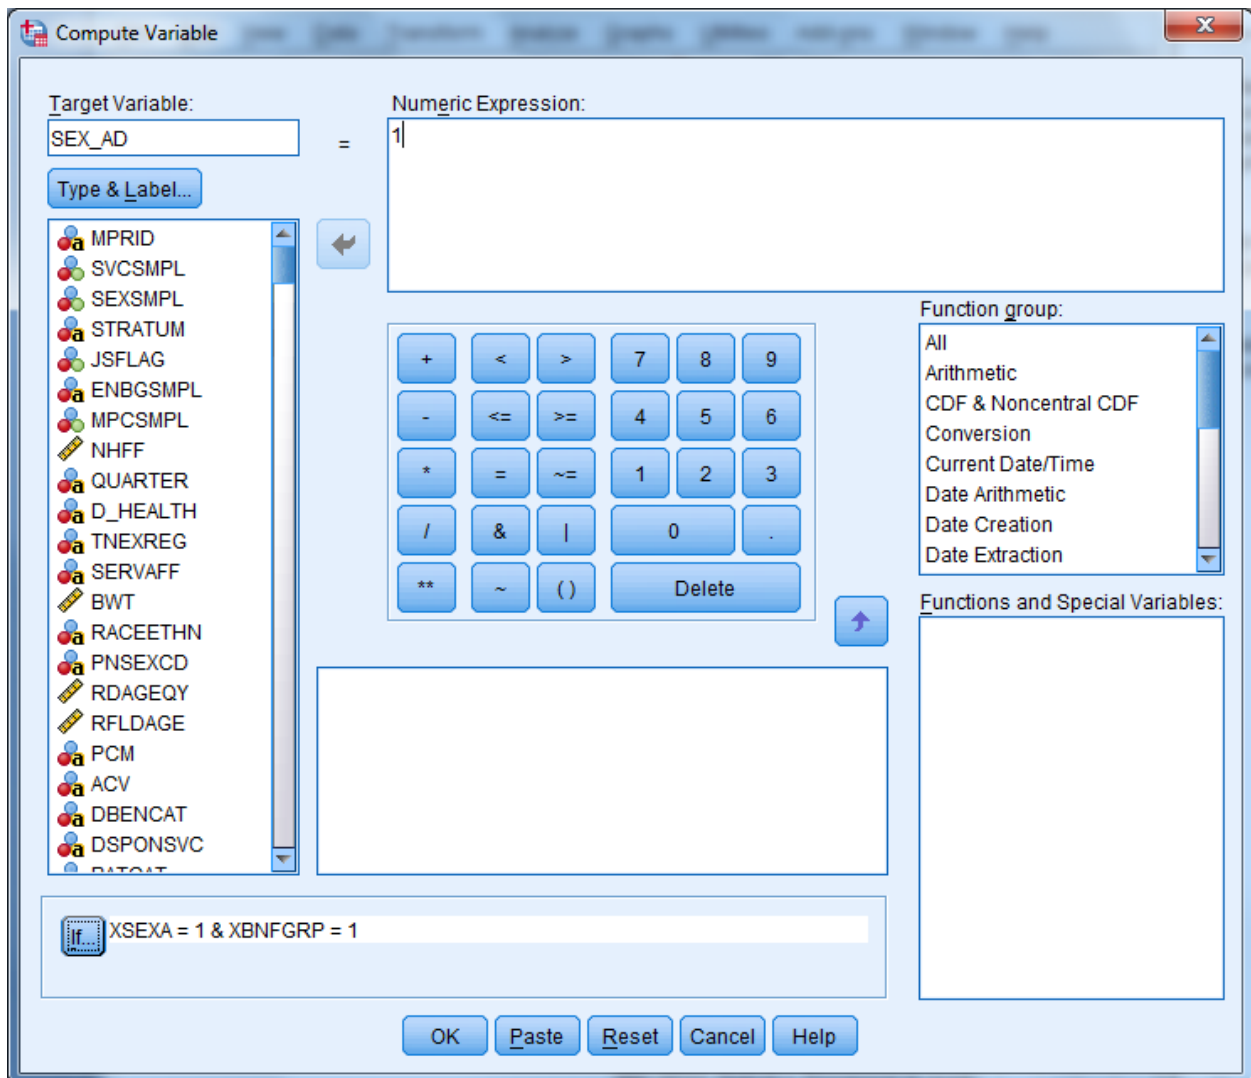 Compute Variable
Target Variable:
SEX_AD
=
Numeric Expression:
1
Type & Label...
MPRID
SVCSMPL
SEXSMPL
STRATUM
JSFLAG
ENBGSMPL
MPCSMPL
NHFF
QUARTER
D_HEALTH
TNEXREG
SERVAFF
BWT
RACEETHN
PNSEXCD
RDAGEQY
RFLDAGE
PCM
ACV
DBENCAT
DSPONSVC
+ < > 7 8 9
- <= >= 4 5 6
* = ~= 1 2 3
/ & | 0 .
** ~ ( ) Delete
Function group:
All
Arithmetic
CDF & Noncentral CDF
Conversion
Current Date/Time
Date Arithmetic
Date Creation
Date Extraction
Functions and Special Variables:
If... XSEXA = 1 & XBNFGRP = 1
OK Paste Reset Cancel Help